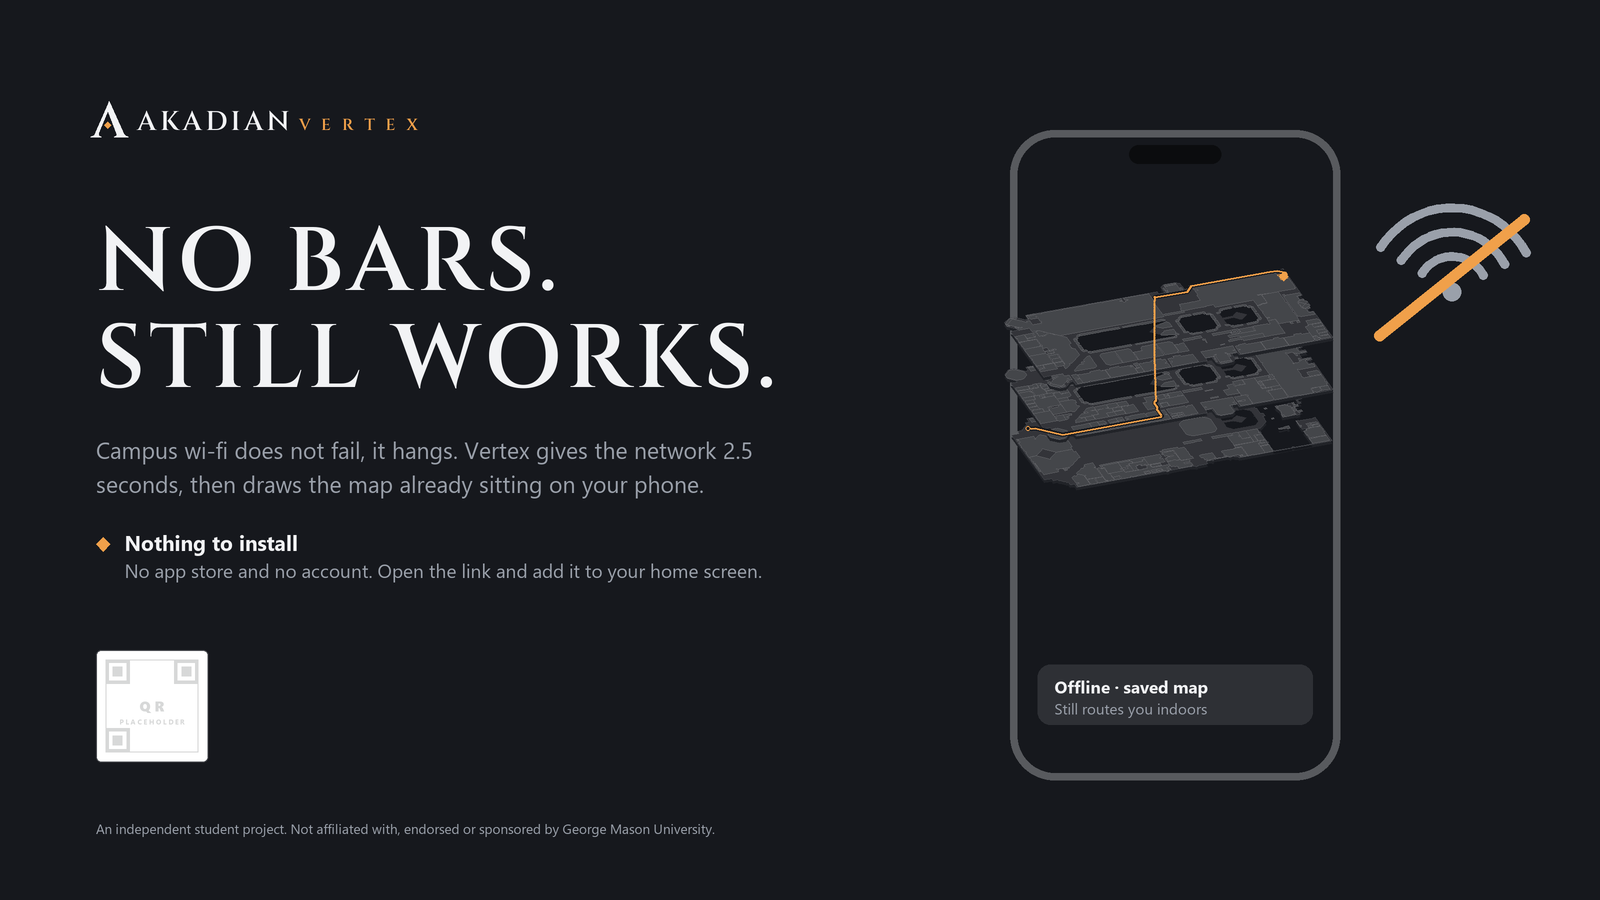 AKADIAN VERTEX
NO BARS.
STILL WORKS.
Campus wi-fi does not fail, it hangs. Vertex gives the network 2.5
seconds, then draws the map already sitting on your phone.
Nothing to install
No app store and no account. Open the link and add it to your home screen.
QR
PLACEHOLDER
An independent student project. Not affiliated with, endorsed or sponsored by George Mason University.
Offline · saved map
Still routes you indoors